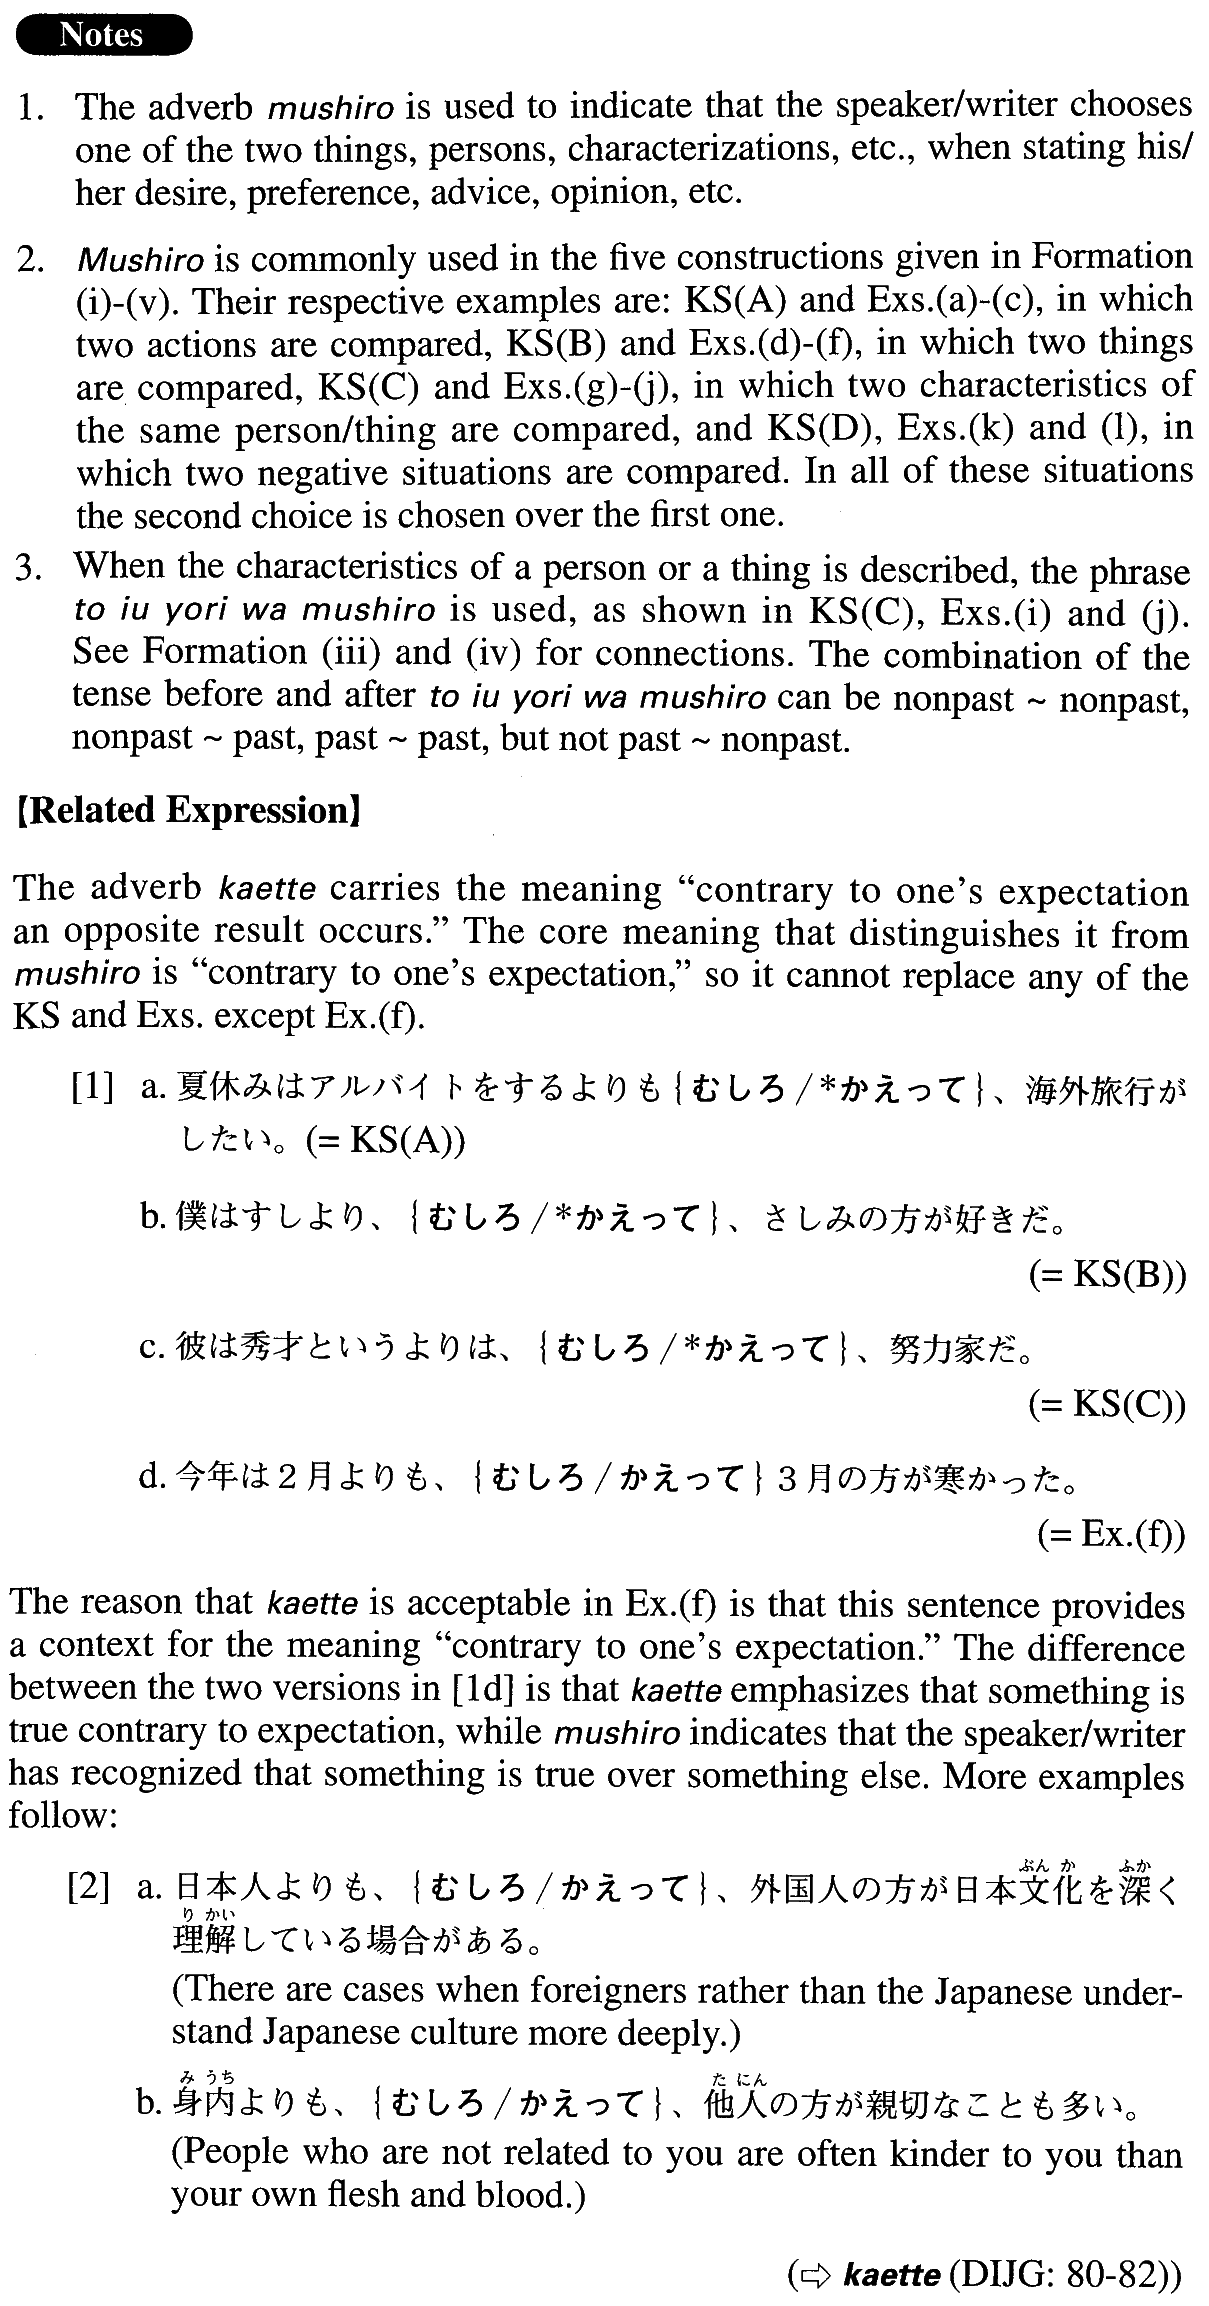 Notes
1. The adverb mushiro is used to indicate that the speaker/writer chooses
one of the two things, persons, characterizations, etc., when stating his/
her desire, preference, advice, opinion, etc.
2. Mushiro is commonly used in the five constructions given in Formation
(i)-(v). Their respective examples are: KS(A) and Exs.(a)-(c), in which
two actions are compared, KS(B) and Exs.(d)-(f), in which two things
are compared, KS(C) and Exs.(g)-(j), in which two characteristics of
the same person/thing are compared, and KS(D), Exs.(k) and (l), in
which two negative situations are compared. In all of these situations
the second choice is chosen over the first one.
3. When the characteristics of a person or a thing is described, the phrase
to iu yori wa mushiro is used, as shown in KS(C), Exs.(i) and (j).
See Formation (iii) and (iv) for connections. The combination of the
tense before and after to iu yori wa mushiro can be nonpast ~ nonpast,
nonpast ~ past, past ~ past, but not past ~ nonpast.
【Related Expression】
The adverb kaette carries the meaning “contrary to one’s expectation
an opposite result occurs.” The core meaning that distinguishes it from
mushiro is “contrary to one’s expectation,” so it cannot replace any of the
KS and Exs. except Ex.(f).
[1] a. 夏休みはアルバイトをするよりも{むしろ/*かえって}、海外旅行が
したい。(= KS(A))
b. 僕はすしより、{むしろ/*かえって}、さしみの方が好きだ。
(= KS(B))
c. 彼は秀才というよりは、{むしろ/*かえって}、努力家だ。
(= KS(C))
d. 今年は2月よりも、{むしろ/かえって}3月の方が寒かった。
(= Ex.(f))
The reason that kaette is acceptable in Ex.(f) is that this sentence provides
a context for the meaning “contrary to one’s expectation.” The difference
between the two versions in [1d] is that kaette emphasizes that something is
true contrary to expectation, while mushiro indicates that the speaker/writer
has recognized that something is true over something else. More examples
follow:
ぶん か ふか
[2] a. 日本人よりも、{むしろ/かえって}、外国人の方が日本文化を深く
り かい
理解している場合がある。
(There are cases when foreigners rather than the Japanese under-
stand Japanese culture more deeply.)
み うち た にん
b. 身内よりも、{むしろ/かえって}、他人の方が親切なことも多い。
(People who are not related to you are often kinder to you than
your own flesh and blood.)
(⇨ kaette (DIJG: 80-82))